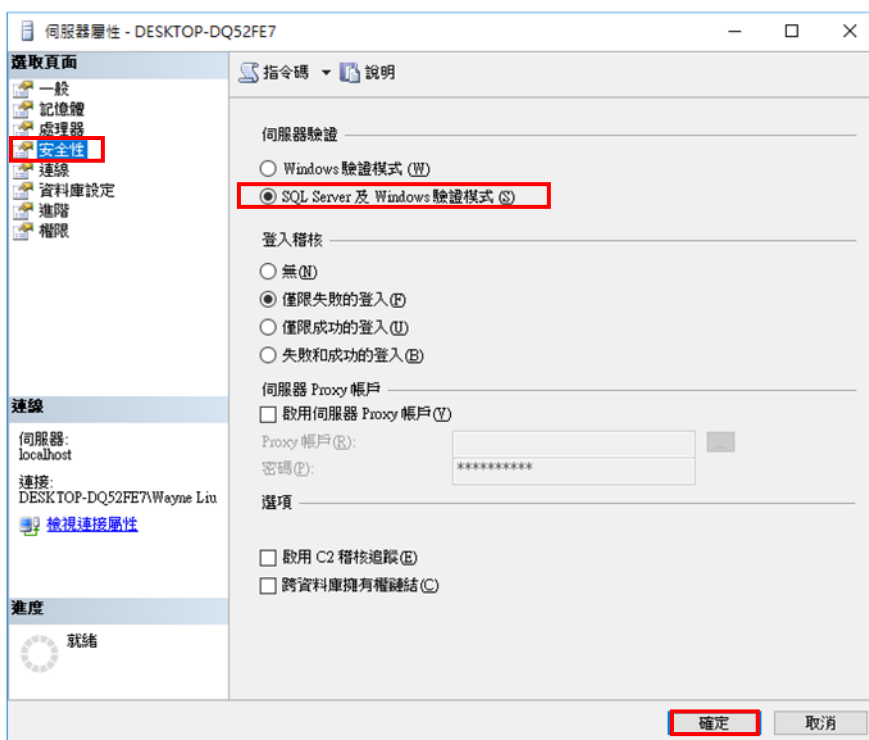 伺服器屬性 - DESKTOP-DQ52FE7
選取頁面
一般
記憶體
處理器
安全性
連線
資料庫設定
進階
權限
連線
伺服器:
localhost
連接:
DESKTOP-DQ52FE7\Wayne Liu
檢視連接屬性
進度
就緒
指令碼 說明
伺服器驗證
Windows 驗證模式 (W)
SQL Server 及 Windows 驗證模式 (S)
登入稽核
無(N)
僅限失敗的登入(F)
僅限成功的登入(U)
失敗和成功的登入(B)
伺服器 Proxy 帳戶
啟用伺服器 Proxy 帳戶(V)
Proxy 帳戶(R):
...
密碼(P):
**********
選項
啟用 C2 稽核追蹤(E)
跨資料庫擁有權鏈結(C)
確定
取消